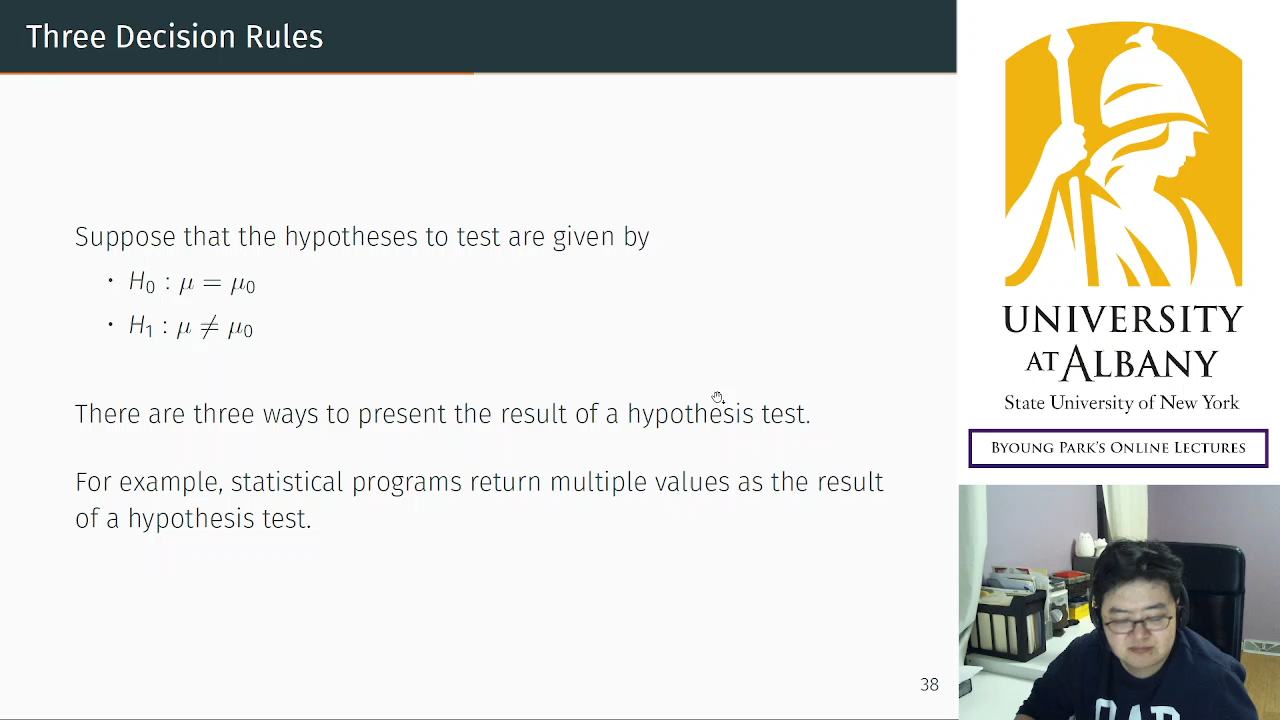 Three Decision Rules
Suppose that the hypotheses to test are given by
• H₀ : μ = μ₀
• H₁ : μ ≠ μ₀
There are three ways to present the result of a hypothesis test.
For example, statistical programs return multiple values as the result
of a hypothesis test.
38
UNIVERSITY
AT ALBANY
State University of New York
BYOUNG PARK'S ONLINE LECTURES
GAP